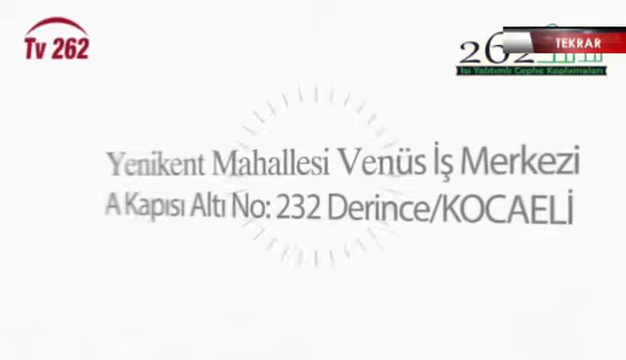 Tv 262
262
TEKRAR
Isı Yalıtımlı Cephe Kaplamaları
Yenikent Mahallesi Venüs İş Merkezi
A Kapısı Altı No: 232 Derince/KOCAELİ